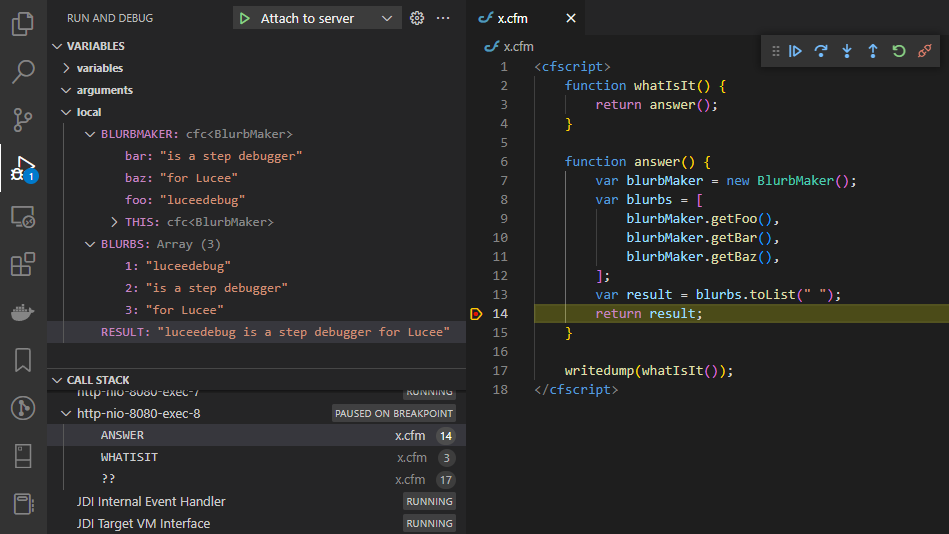 RUN AND DEBUG
Attach to server
VARIABLES
variables
arguments
local
BLURBMAKER: cfc<BlurbMaker>
bar: "is a step debugger"
baz: "for Lucee"
foo: "luceedebug"
THIS: cfc<BlurbMaker>
BLURBS: Array (3)
1: "luceedebug"
2: "is a step debugger"
3: "for Lucee"
RESULT: "luceedebug is a step debugger for Lucee"
CALL STACK
http-nio-8080-exec-7 RUNNING
http-nio-8080-exec-8 PAUSED ON BREAKPOINT
ANSWER x.cfm 14
WHATISIT x.cfm 3
?? x.cfm 17
JDI Internal Event Handler RUNNING
JDI Target VM Interface RUNNING
1
x.cfm
x.cfm
1 <cfscript>
2 function whatIsIt() {
3 return answer();
4 }
5
6 function answer() {
7 var blurbMaker = new BlurbMaker();
8 var blurbs = [
9 blurbMaker.getFoo(),
10 blurbMaker.getBar(),
11 blurbMaker.getBaz(),
12 ];
13 var result = blurbs.toList(" ");
14 return result;
15 }
16
17 writedump(whatIsIt());
18 </cfscript>